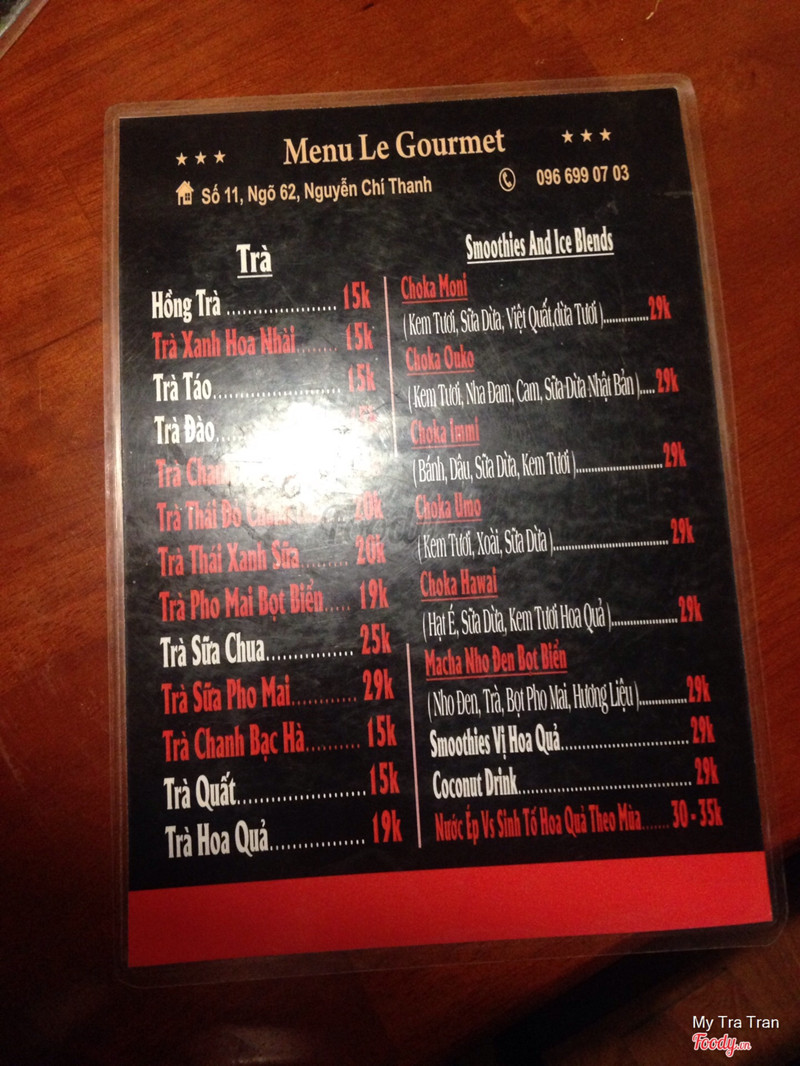 Menu Le Gourmet
Số 11, Ngõ 62, Nguyễn Chí Thanh
096 699 07 03
Trà
Hồng Trà ..................... 15k
Trà Xanh Hoa Nhài........ 15k
Trà Táo........................ 15k
Trà Đào...
Trà
Trà Thái Đỏ 20k
Trà Thái Xanh Sữa......... 20k
Trà Pho Mai Bọt Biển..... 19k
Trà Sữa Chua................ 25k
Trà Sữa Pho Mai............ 29k
Trà Chanh Bạc Hà.......... 15k
Trà Quất........................15k
Trà Hoa Quả................. 19k
Smoothies And Ice Blends
Choka Moni
( Kem Tươi, Sữa Dừa, Việt Quất,dừa Tươi )..............29k
Choka Ouko
( Kem Tươi, Nha Đam, Cam, Sữa Dừa Nhật Bản )..... 29k
Choka Immi
( Bánh, Dâu, Sữa Dừa, Kem Tươi )..........................29k
Choka Umo
(Kem Tươi, Xoài, Sữa Dừa )................................... 29k
Choka Hawai
(Hạt É, Sữa Dừa, Kem Tươi Hoa Quả )....................29k
Macha Nho Đen Bọt Biển
( Nho Đen, Trà, Bọt Pho Mai, Hương Liệu )..............29k
Smoothies Vị Hoa Quả............................... 29k
Coconut Drink.......................................... 29k
Nước Ép Vs Sinh Tố Hoa Quả Theo Mùa....... 30 - 35k
My Tra Tran
Foody.vn